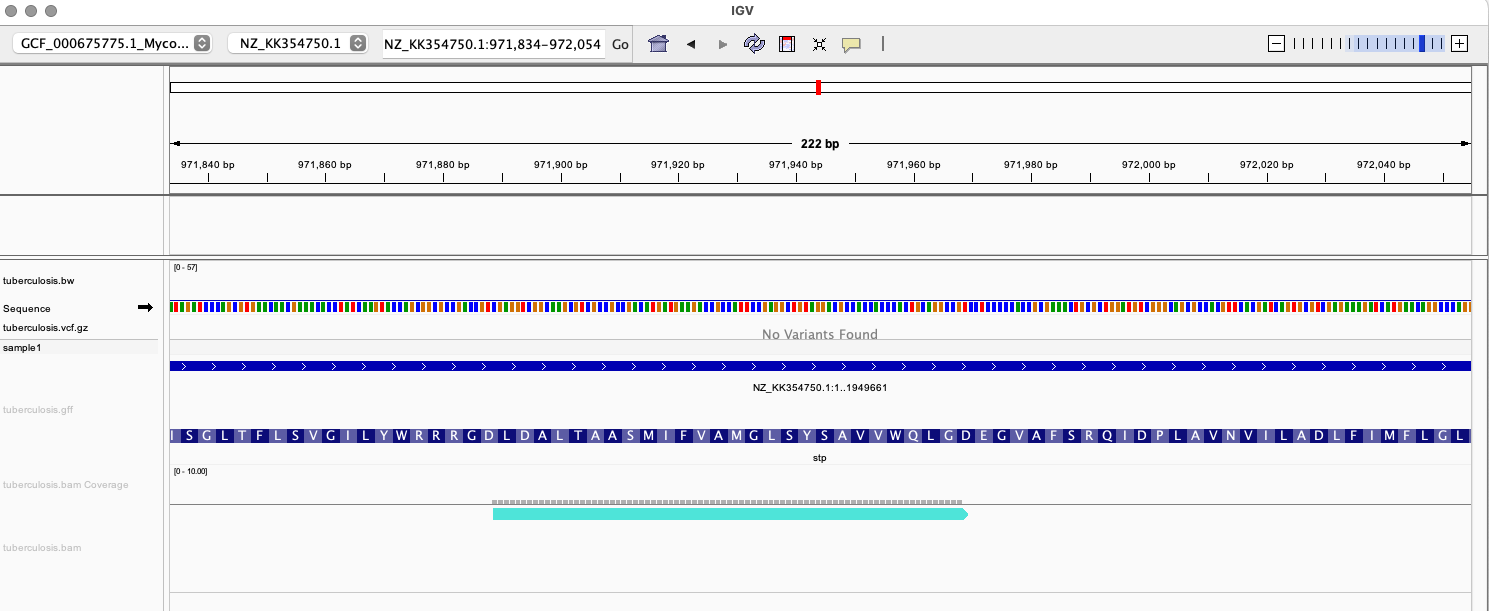 IGV
GCF_000675775.1_Myco... NZ_KK354750.1 NZ_KK354750.1:971,834-972,054 Go
222 bp
971,840 bp 971,860 bp 971,880 bp 971,900 bp 971,920 bp 971,940 bp 971,960 bp 971,980 bp 972,000 bp 972,020 bp 972,040 bp
[0 - 57]
tuberculosis.bw
Sequence
tuberculosis.vcf.gz
No Variants Found
sample1
NZ_KK354750.1:1..1949661
tuberculosis.gff
I S G L T F L S V G I L Y W R R R G D L D A L T A A S M I F V A M G L S Y S A V V W Q L G D E G V A F S R Q I D P L A V N V I L A D L F I M F L G L
stp
[0 - 10.00]
tuberculosis.bam Coverage
tuberculosis.bam